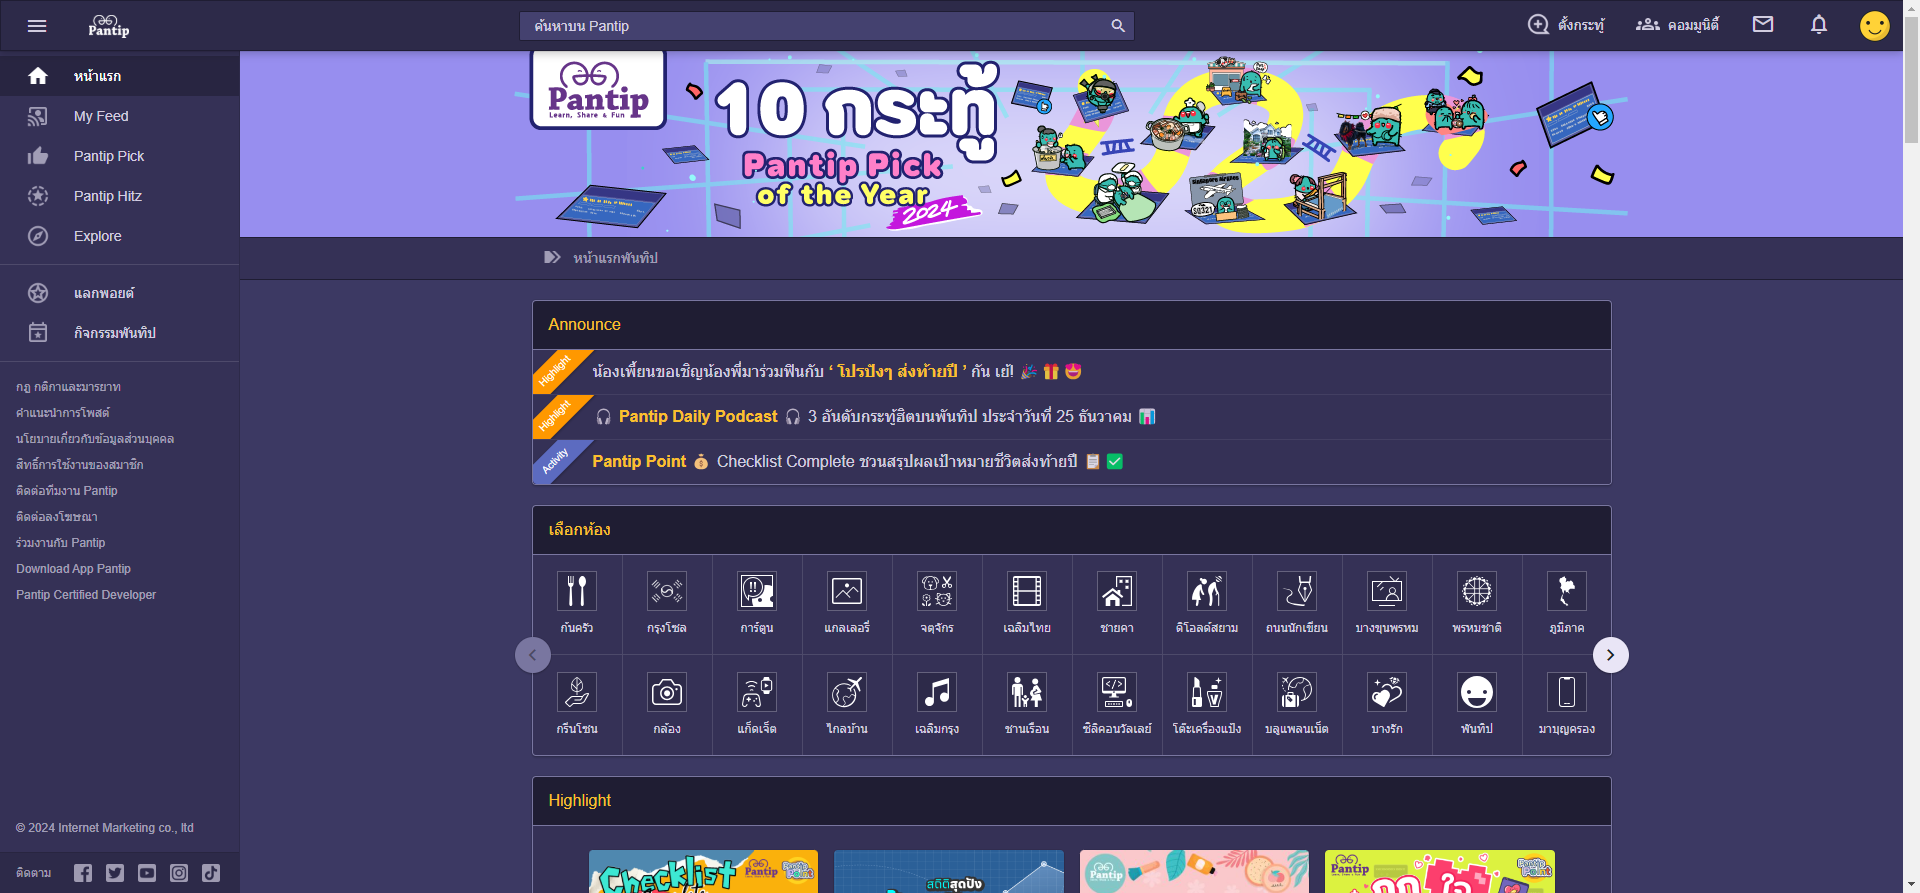 Pantip
ค้นหาบน Pantip
ตั้งกระทู้
คอมมูนิตี้
หน้าแรก
My Feed
Pantip Pick
Pantip Hitz
Explore
แลกพอยต์
กิจกรรมพันทิป
กฎ กติกาและมารยาท
คำแนะนำการโพสต์
นโยบายเกี่ยวกับข้อมูลส่วนบุคคล
สิทธิ์การใช้งานของสมาชิก
ติดต่อทีมงาน Pantip
ติดต่อลงโฆษณา
ร่วมงานกับ Pantip
Download App Pantip
Pantip Certified Developer
© 2024 Internet Marketing co., ltd
ติดตาม
Pantip
Learn, Share & Fun
10 กระทู้
Pantip Pick
of the Year
2024
Singapore Airlines
SQ321
หน้าแรกพันทิป
Announce
Highlight
น้องเพี้ยนขอเชิญน้องพี่มาร่วมฟินกับ ‘ โปรปังๆ ส่งท้ายปี ’ กัน เย้! 🎉 🎁 😍
Highlight
🎧 Pantip Daily Podcast 🎧 3 อันดับกระทู้ฮิตบนพันทิป ประจำวันที่ 25 ธันวาคม 📊
Activity
Pantip Point 💰 Checklist Complete ชวนสรุปผลเป้าหมายชีวิตส่งท้ายปี 📋 ✅
เลือกห้อง
ก้นครัว
กรุงโซล
การ์ตูน
แกลเลอรี่
จตุจักร
เฉลิมไทย
ชายคา
ดิโอลด์สยาม
ถนนนักเขียน
บางขุนพรหม
พรหมชาติ
ภูมิภาค
กรีนโซน
กล้อง
แก็ดเจ็ต
ไกลบ้าน
เฉลิมกรุง
ชานเรือน
ซิลิคอนวัลเลย์
โต๊ะเครื่องแป้ง
บลูแพลนเน็ต
บางรัก
พันทิป
มาบุญครอง
Highlight
Checklist
Pantip
Pantip Point
สถิติสุดปัง
Pantip
Pantip
Pantip Point